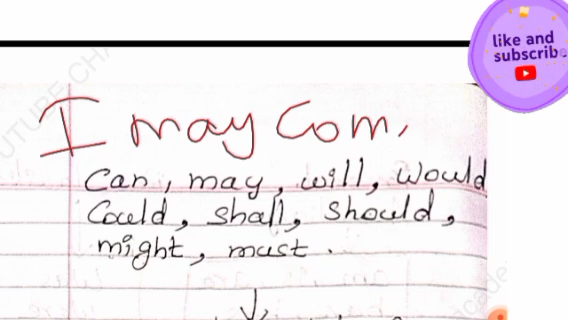 like and
subscribe
I may Com,
Can, may, will, would
Could, shall, should,
might, must.